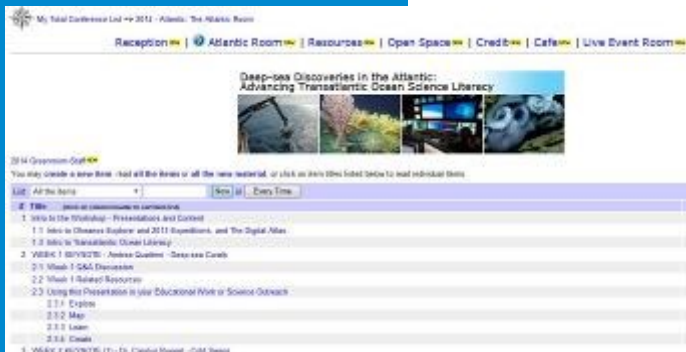 My Total Conference List => 2013 - Atlantic: The Atlantic Room
Reception | Atlantic Room | Resources | Open Space | Credit | Cafe | Live Event Room
Deep-sea Discoveries in the Atlantic:
Advancing Transatlantic Ocean Science Literacy
2014 Greenroom-Staff
You may create a new item, read all the items or all the new material, or click on item titles listed below to read individual items.
List All the Items Now Every Time
# Title
1 Intro to the Workshop - Presentations and Content
1.1 Intro to Okeanos Explorer and 2013 Expeditions, and The Digital Atlas
1.2 Intro to Transatlantic Ocean Literacy
2 WEEK 1 KEYNOTE - Andrea Quattrini - Deep-sea Corals
2.1 Week 1 Q&A Discussion
2.2 Week 1 Related Resources
2.3 Using this Presentation in your Educational Work or Science Outreach
2.3.1 Explore
2.3.2 Map
2.3.3 Learn
2.3.4 Create